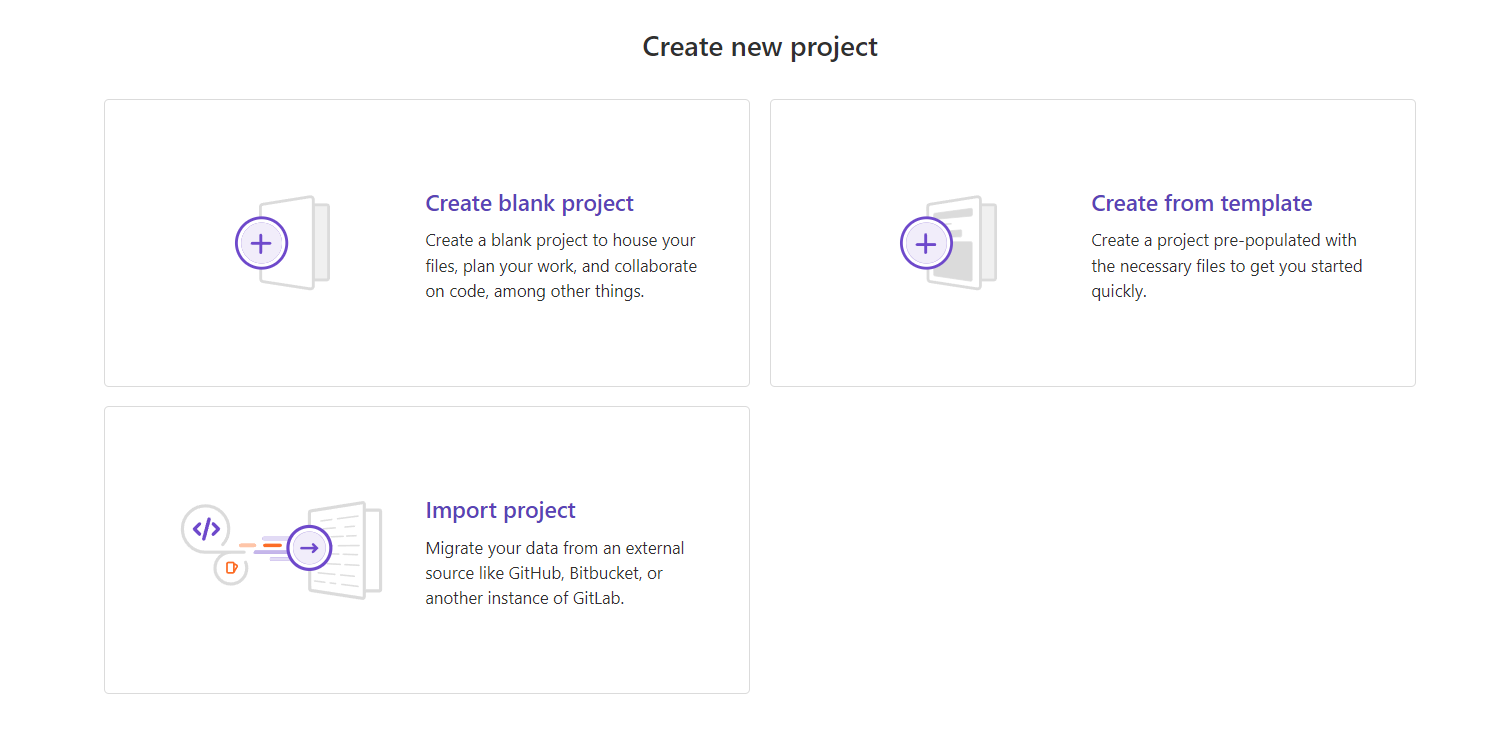 Create new project
Create blank project
Create a blank project to house your
files, plan your work, and collaborate
on code, among other things.
Create from template
Create a project pre-populated with
the necessary files to get you started
quickly.
Import project
Migrate your data from an external
source like GitHub, Bitbucket, or
another instance of GitLab.